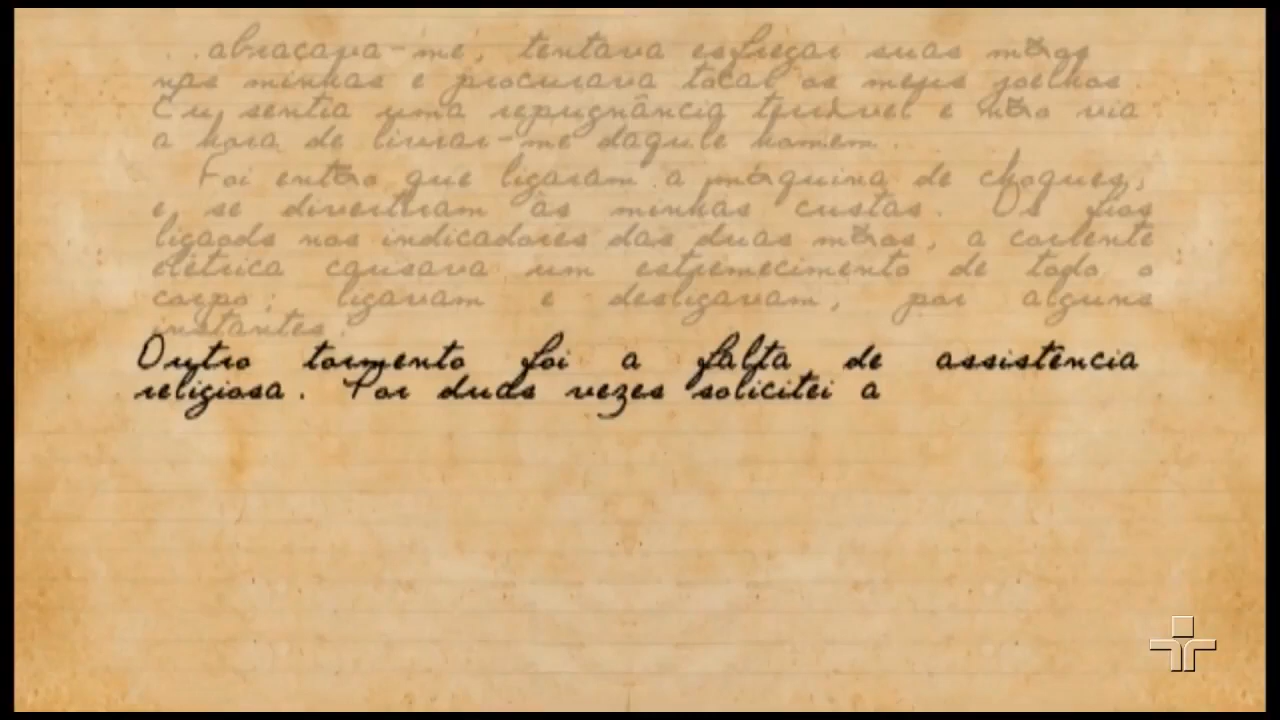 . . abraçava-me, tentava esfregar suas mãos
nas minhas e procurava tocar os meus joelhos.
Eu sentia uma repugnância terrível e não via
a hora de livrar-me daquele homem.
Foi então que ligaram a máquina de choques,
e se divertiram as minhas custas. Os fios
ligaods nos indicadores das duas mãos, a corrente
elétrica causava um estremecimento de todo o
corpo; ligavam e desligavam, por alguns
instantes.
Outro tormento foi a falta de assistência
religiosa. Por duas vezes solicitei a